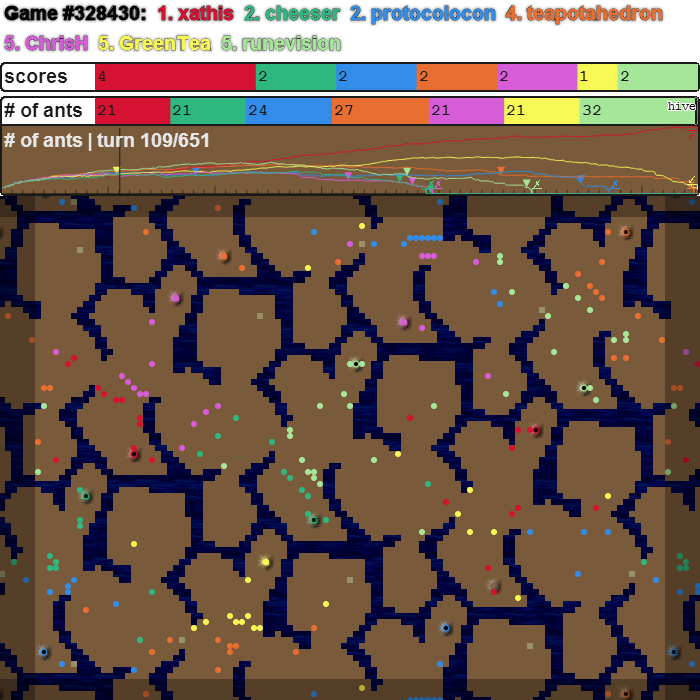 Game #328430: 1. xathis 2. cheeser 2. protocolocon 4. teapotahedron
5. ChrisH 5. GreenTea 5. runevision
scores 4 2 2 2 2 1 2
# of ants 21 21 24 27 21 21 32 hive
# of ants | turn 109/651